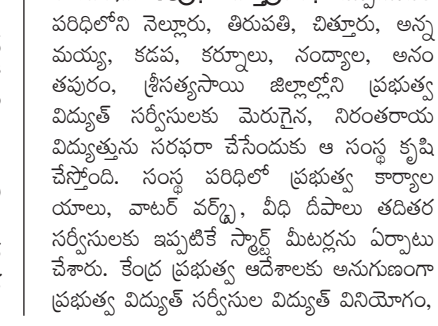 పరిధిలోని నెల్లూరు, తిరుపతి, చిత్తూరు, అన్న
మయ్య, కడప, కర్నూలు, నంద్యాల, అనం
తపురం, శ్రీసత్యసాయి జిల్లాల్లోని ప్రభుత్వ
విద్యుత్ సర్వీసులకు మెరుగైన, నిరంతరాయ
విద్యుత్తును సరఫరా చేసేందుకు ఆ సంస్థ కృషి
చేస్తోంది. సంస్థ పరిధిలో ప్రభుత్వ కార్యాల
యాలు, వాటర్ వర్క్స్, వీధి దీపాలు తదితర
సర్వీసులకు ఇప్పటికే స్మార్ట్ మీటర్లను ఏర్పాటు
చేశారు. కేంద్ర ప్రభుత్వ ఆదేశాలకు అనుగుణంగా
ప్రభుత్వ విద్యుత్ సర్వీసుల విద్యుత్ వినియోగం,